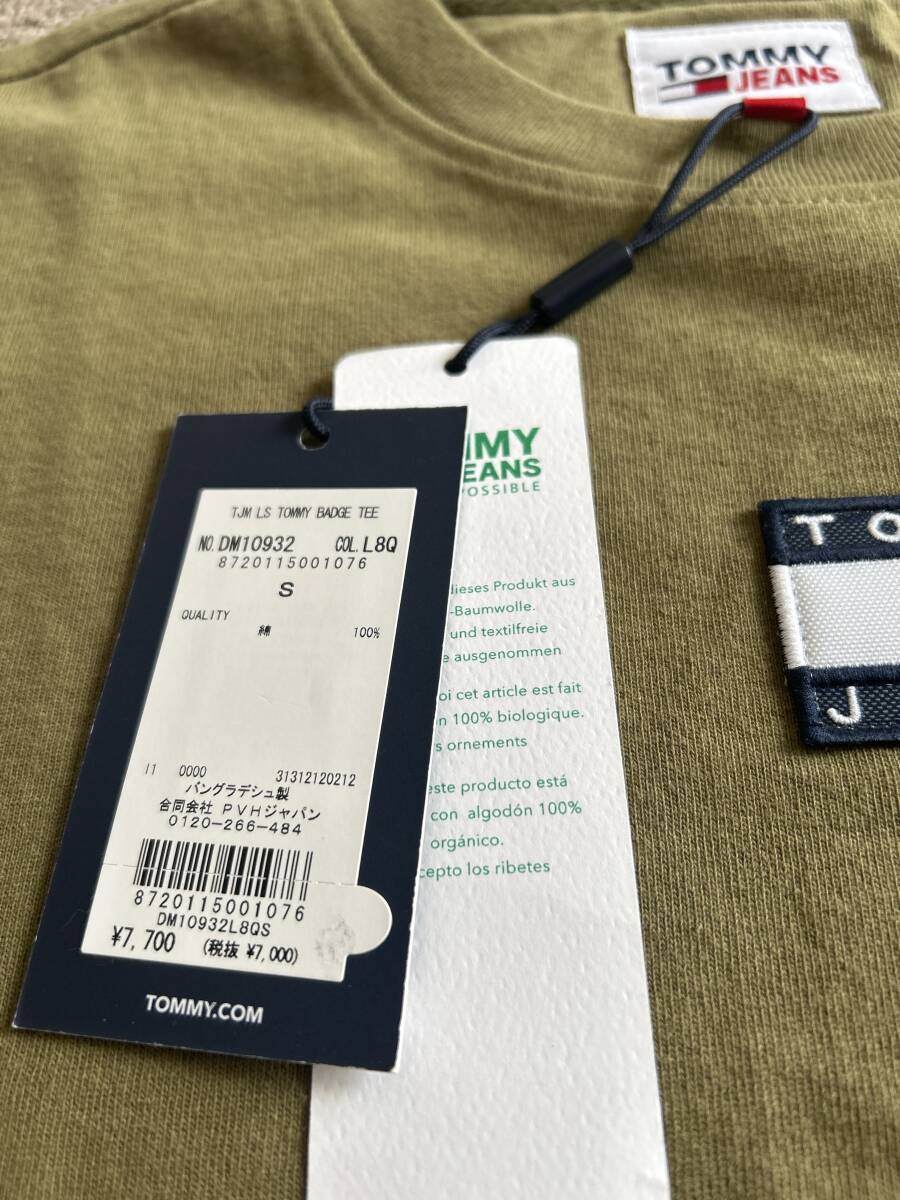 TOMMY
JEANS
MMY
EANS
POSSIBLE
TJM LS TOMMY BADGE TEE
NO. DM10932 COL. L8Q
8720115001076
S
QUALITY
綿 100%
11 0000 31312120212
バングラデシュ製
合同会社 PVHジャパン
0120-266-484
8720115001076
DM10932L8QS
¥7,700 (税抜 ¥7,000)
TOMMY.COM
dieses Produkt aus
-Baumwolle.
und textilfreie
e ausgenommen
oi cet article est fait
n 100% biologique.
s ornements
este producto está
con algodón 100%
orgánico.
cepto los ribetes
TO
J